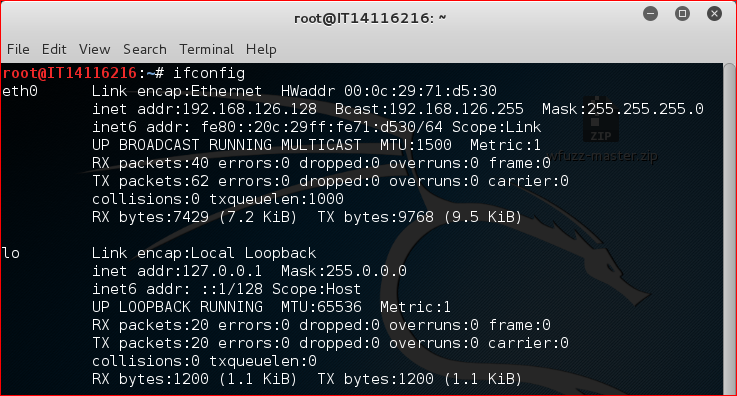 root@IT14116216: ~
File Edit View Search Terminal Help
root@IT14116216:~# ifconfig
eth0      Link encap:Ethernet  HWaddr 00:0c:29:71:d5:30
          inet addr:192.168.126.128  Bcast:192.168.126.255  Mask:255.255.255.0
          inet6 addr: fe80::20c:29ff:fe71:d530/64 Scope:Link
          UP BROADCAST RUNNING MULTICAST  MTU:1500  Metric:1
          RX packets:40 errors:0 dropped:0 overruns:0 frame:0
          TX packets:62 errors:0 dropped:0 overruns:0 carrier:0
          collisions:0 txqueuelen:1000
          RX bytes:7429 (7.2 KiB)  TX bytes:9768 (9.5 KiB)
ZIP
vfuzz-master.zip
lo        Link encap:Local Loopback
          inet addr:127.0.0.1  Mask:255.0.0.0
          inet6 addr: ::1/128 Scope:Host
          UP LOOPBACK RUNNING  MTU:65536  Metric:1
          RX packets:20 errors:0 dropped:0 overruns:0 frame:0
          TX packets:20 errors:0 dropped:0 overruns:0 carrier:0
          collisions:0 txqueuelen:0
          RX bytes:1200 (1.1 KiB)  TX bytes:1200 (1.1 KiB)